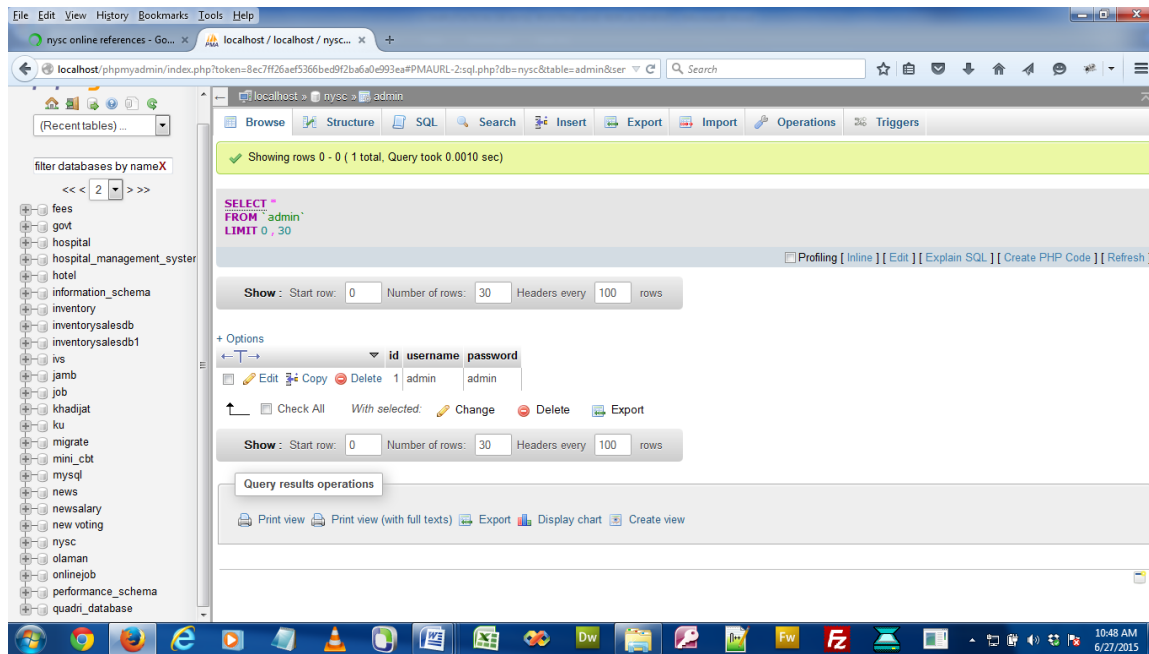 File Edit View History Bookmarks Tools Help
nysc online references - Go... × localhost / localhost / nysc... × +
localhost/phpmyadmin/index.php?token=8ec7ff26aef5366bed9f2ba6a0e993ea#PMAURL-2:sql.php?db=nysc&table=admin&ser Search
(Recent tables) ...
filter databases by name X
<< < 2 > >>
fees
govt
hospital
hospital_management_syster
hotel
information_schema
inventory
inventorysalesdb
inventorysalesdb1
ivs
jamb
job
khadijat
ku
migrate
mini_cbt
mysql
news
newsalary
new voting
nysc
olaman
onlinejob
performance_schema
quadri_database
localhost » nysc » admin
Browse Structure SQL Search Insert Export Import Operations Triggers
Showing rows 0 - 0 ( 1 total, Query took 0.0010 sec)
SELECT *
FROM `admin`
LIMIT 0 , 30
Profiling [ Inline ] [ Edit ] [ Explain SQL ] [ Create PHP Code ] [ Refresh ]
Show : Start row: 0 Number of rows: 30 Headers every 100 rows
+ Options
←T→ id username password
Edit Copy Delete 1 admin admin
Check All With selected: Change Delete Export
Show : Start row: 0 Number of rows: 30 Headers every 100 rows
Query results operations
Print view Print view (with full texts) Export Display chart Create view
Dw Fw Fz
10:48 AM
6/27/2015